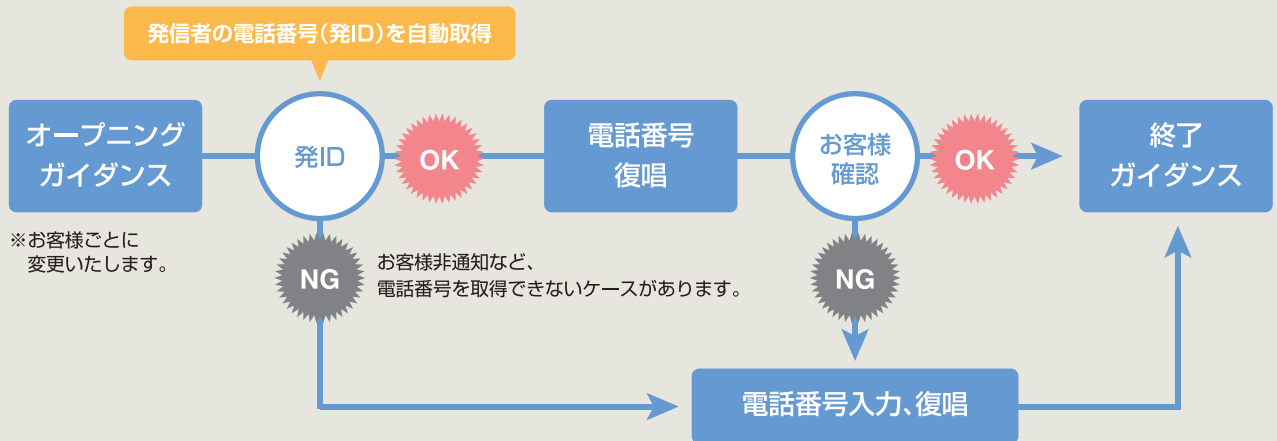 発信者の電話番号（発ID）を自動取得
オープニング
ガイダンス
発ID
OK
電話番号
復唱
お客様
確認
OK
終了
ガイダンス
※お客様ごとに
変更いたします。
NG
お客様非通知など、
電話番号を取得できないケースがあります。
NG
電話番号入力、復唱